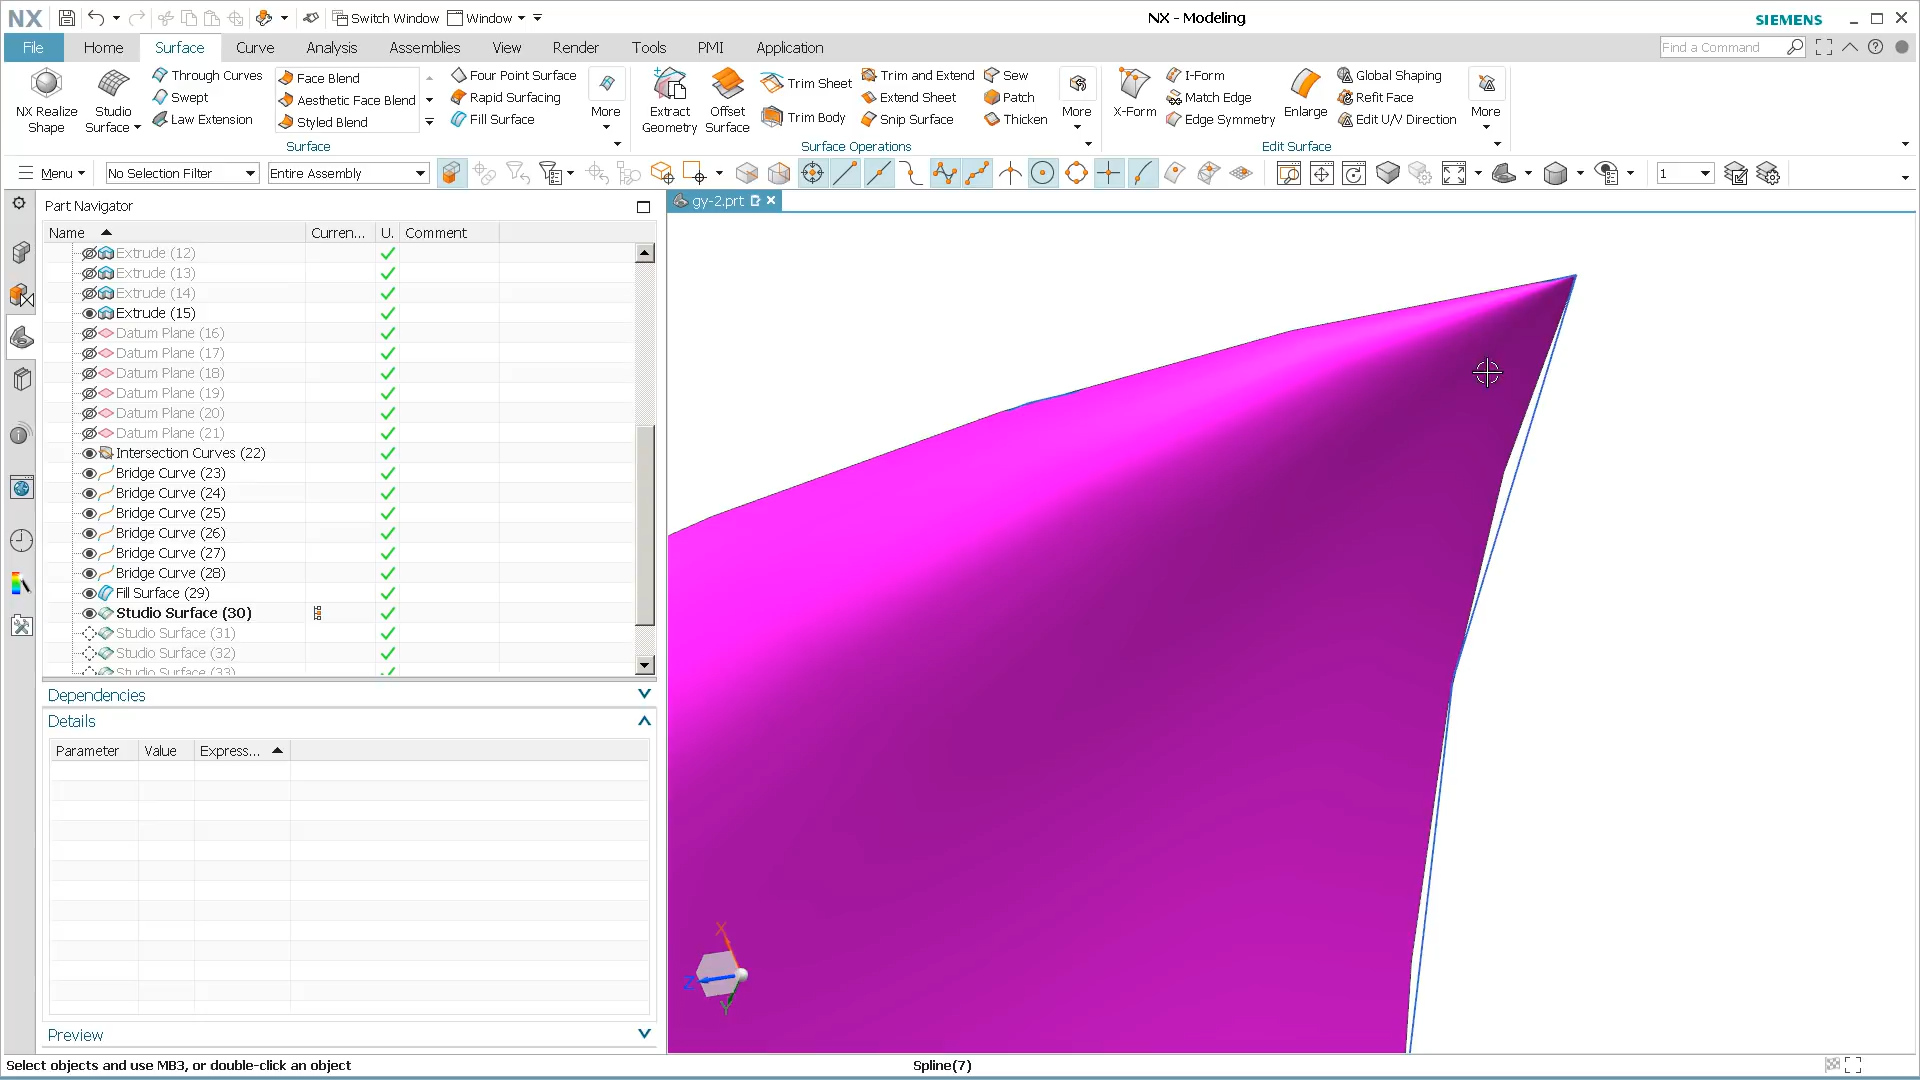 NX
Switch Window
Window
NX - Modeling
SIEMENS
File
Home
Surface
Curve
Analysis
Assemblies
View
Render
Tools
PMI
Application
Find a Command
NX Realize Shape
Studio Surface
Through Curves
Swept
Law Extension
Face Blend
Aesthetic Face Blend
Styled Blend
Four Point Surface
Rapid Surfacing
Fill Surface
More
Surface
Extract Geometry
Offset Surface
Trim Sheet
Trim Body
Trim and Extend
Extend Sheet
Snip Surface
Sew
Patch
Thicken
More
Surface Operations
X-Form
I-Form
Match Edge
Edge Symmetry
Enlarge
Global Shaping
Refit Face
Edit U/V Direction
More
Edit Surface
Menu
No Selection Filter
Entire Assembly
1
Part Navigator
gy-2.prt
Name
Curren...
U.
Comment
Extrude (12)
Extrude (13)
Extrude (14)
Extrude (15)
Datum Plane (16)
Datum Plane (17)
Datum Plane (18)
Datum Plane (19)
Datum Plane (20)
Datum Plane (21)
Intersection Curves (22)
Bridge Curve (23)
Bridge Curve (24)
Bridge Curve (25)
Bridge Curve (26)
Bridge Curve (27)
Bridge Curve (28)
Fill Surface (29)
Studio Surface (30)
Studio Surface (31)
Studio Surface (32)
Studio Surface (33)
Dependencies
Details
Parameter
Value
Express...
X
Z
Y
Preview
Select objects and use MB3, or double-click an object
Spline(7)